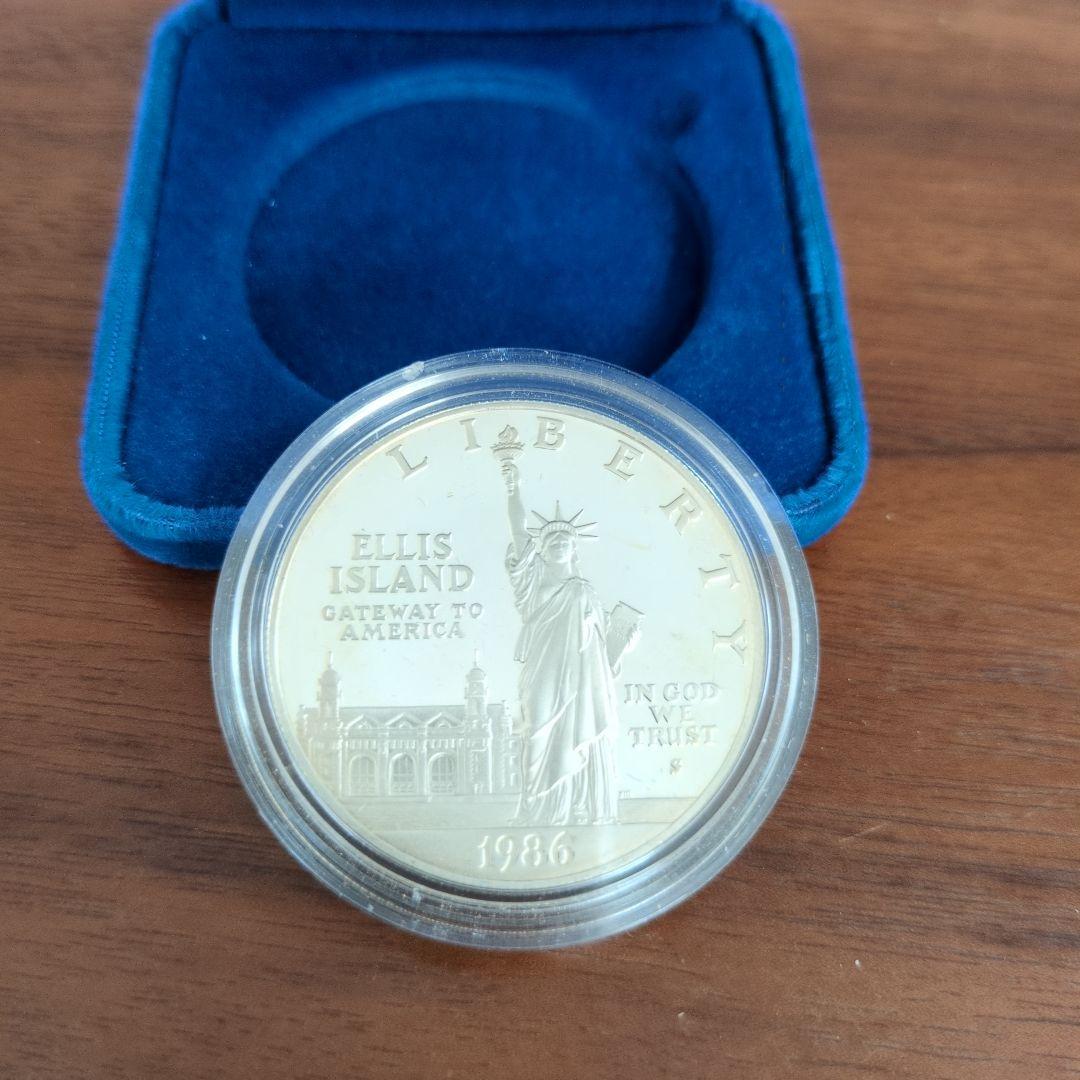 LIBERTY
ELLIS
ISLAND
GATEWAY TO
AMERICA
IN GOD
WE
TRUST
S
1986